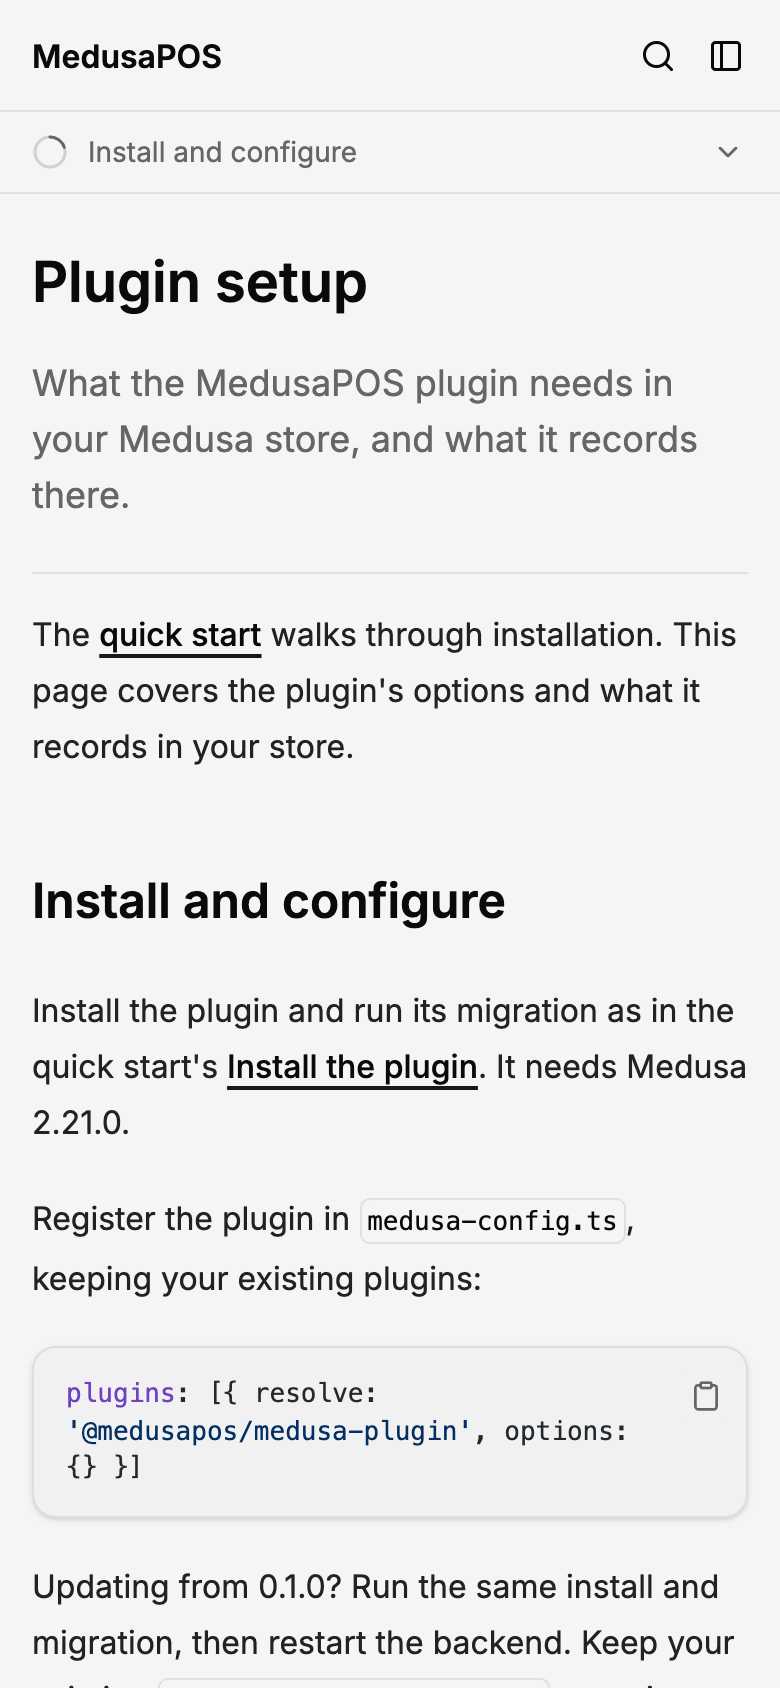 MedusaPOS
Install and configure
Plugin setup
What the MedusaPOS plugin needs in
your Medusa store, and what it records
there.
The quick start walks through installation. This
page covers the plugin's options and what it
records in your store.
Install and configure
Install the plugin and run its migration as in the
quick start's Install the plugin. It needs Medusa
2.21.0.
Register the plugin in medusa-config.ts,
keeping your existing plugins:
plugins: [{ resolve:
'@medusapos/medusa-plugin', options:
{} }]
Updating from 0.1.0? Run the same install and
migration, then restart the backend. Keep your